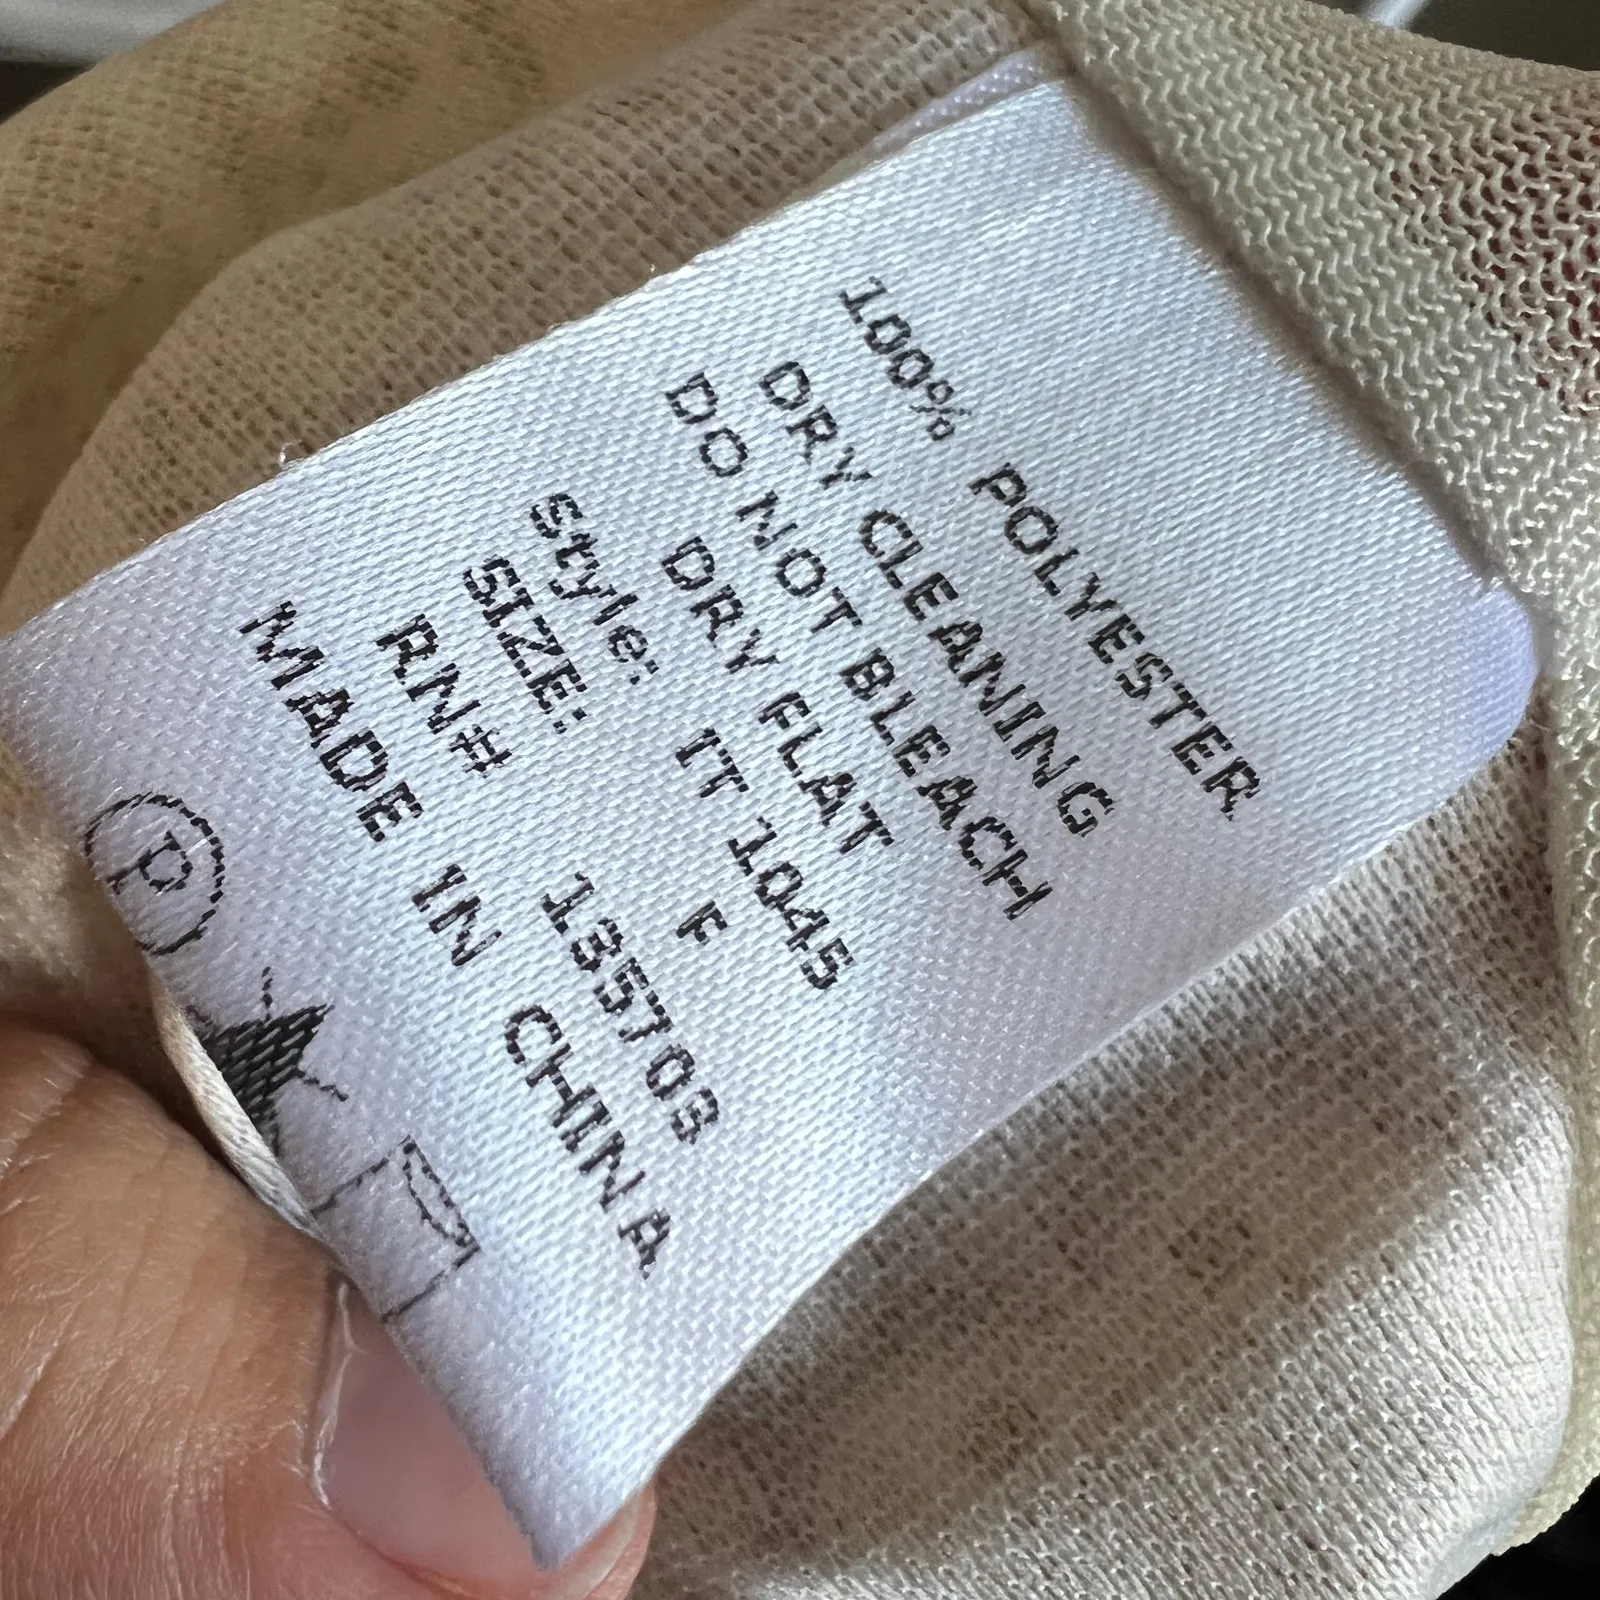 100% POLYESTER
DRY CLEANING
DO NOT BLEACH
DRY FLAT
Style: IT 1045
SIZE: F
RN# 135703
MADE IN CHINA
P